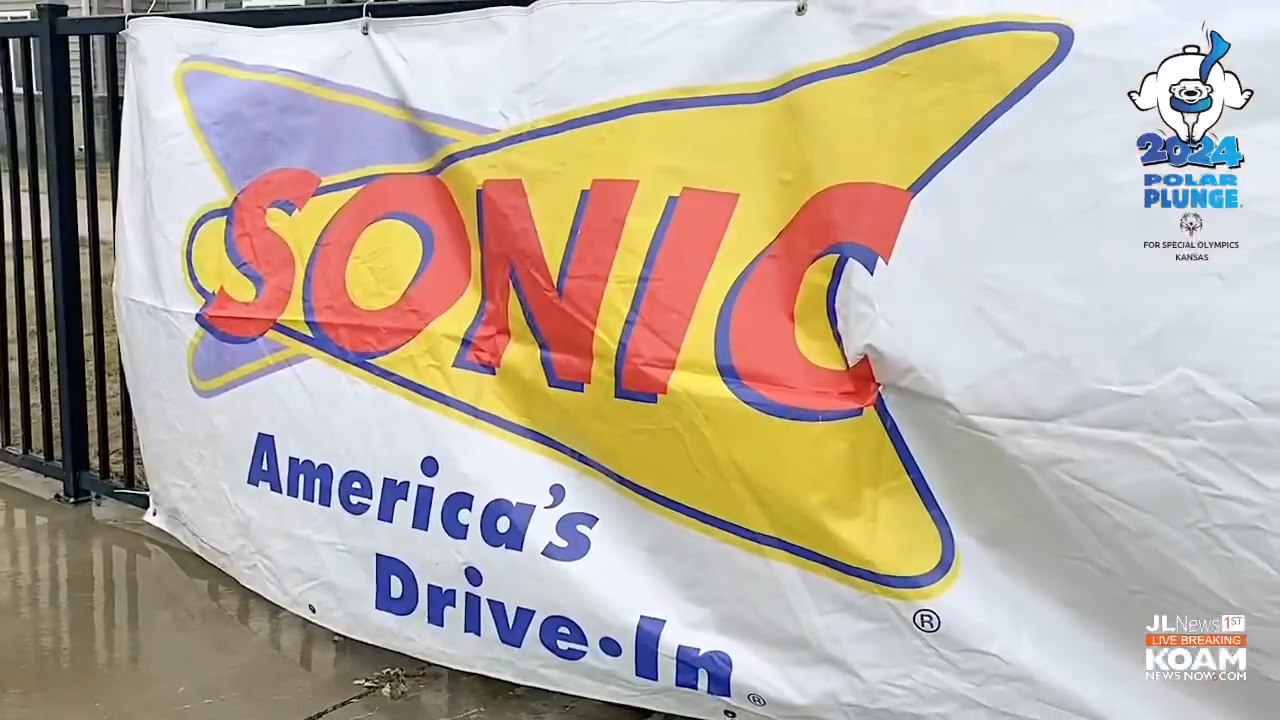 SONIC
America's
Drive-In
®
®
2024
POLAR
PLUNGE
FOR SPECIAL OLYMPICS
KANSAS
JLNews 1ST
LIVE BREAKING
KOAM
NEWS NOW.COM